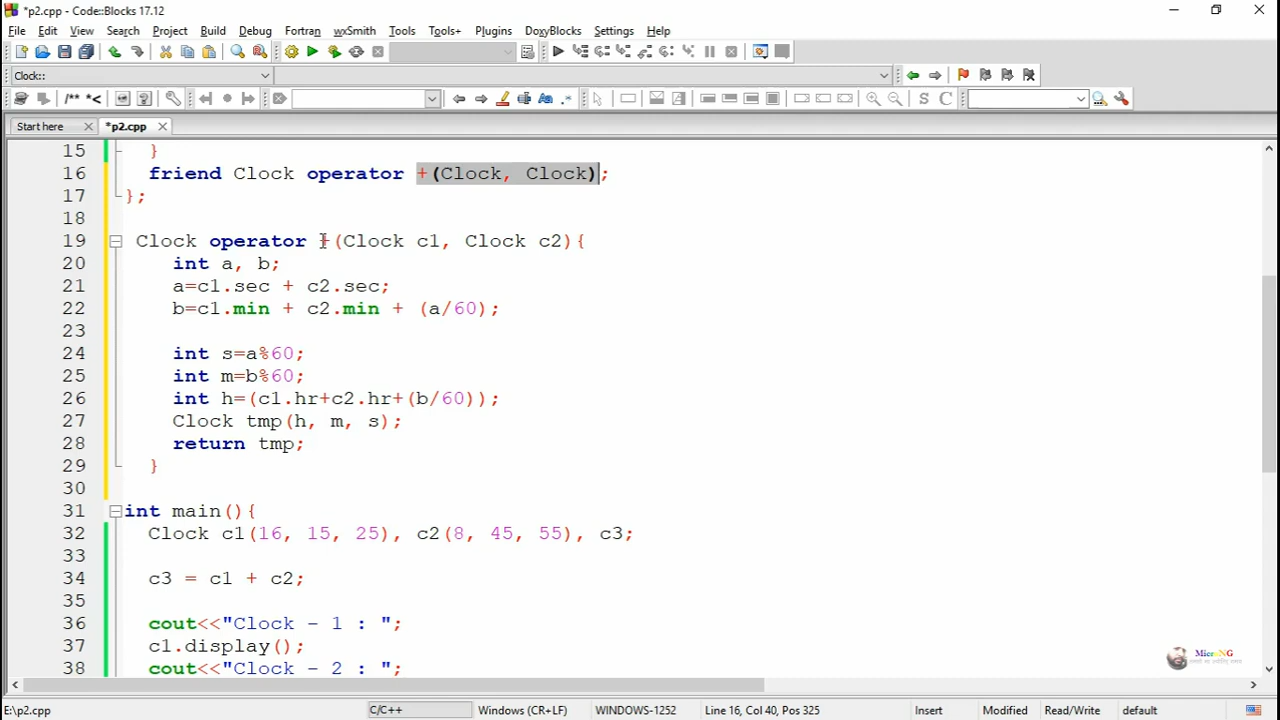 *p2.cpp - Code::Blocks 17.12
File Edit View Search Project Build Debug Fortran wxSmith Tools Tools+ Plugins DoxyBlocks Settings Help
Clock::
/** *<
S C
Start here *p2.cpp
15 }
16 friend Clock operator +(Clock, Clock);
17 };
18
19 Clock operator +(Clock c1, Clock c2){
20 int a, b;
21 a=c1.sec + c2.sec;
22 b=c1.min + c2.min + (a/60);
23
24 int s=a%60;
25 int m=b%60;
26 int h=(c1.hr+c2.hr+(b/60));
27 Clock tmp(h, m, s);
28 return tmp;
29 }
30
31 int main(){
32 Clock c1(16, 15, 25), c2(8, 45, 55), c3;
33
34 c3 = c1 + c2;
35
36 cout<<"Clock - 1 : ";
37 c1.display();
38 cout<<"Clock - 2 : ";
MicroNG
E:\p2.cpp C/C++ Windows (CR+LF) WINDOWS-1252 Line 16, Col 40, Pos 325 Insert Modified Read/Write default